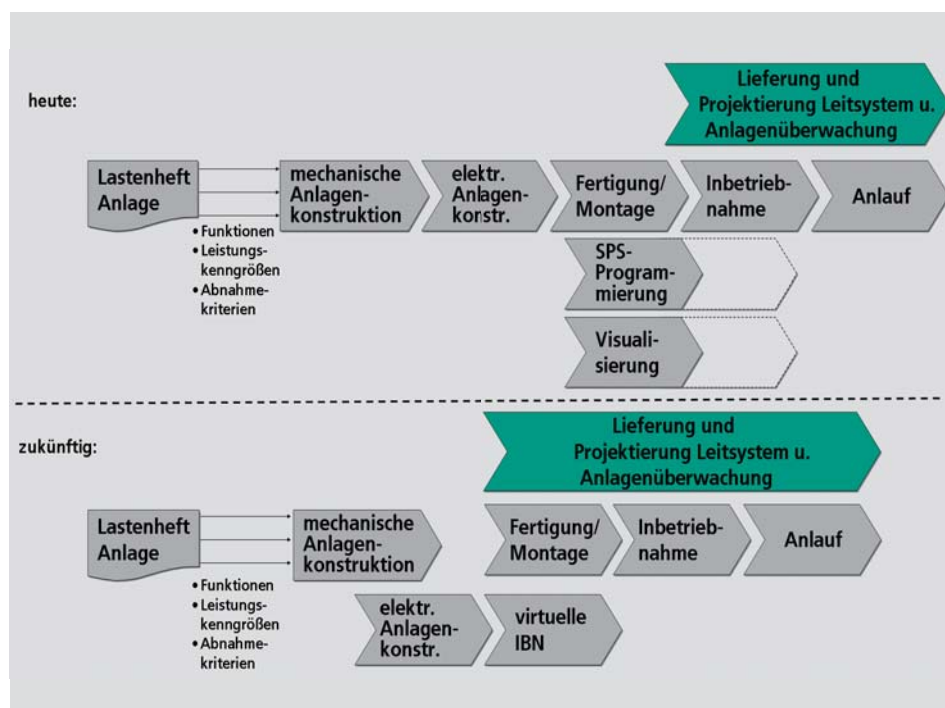 heute:
Lieferung und
Projektierung Leitsystem u.
Anlagenüberwachung
Lastenheft
Anlage
• Funktionen
• Leistungs-
kenngrößen
• Abnahme-
kriterien
mechanische
Anlagen-
konstruktion
elektr.
Anlagen-
konstr.
Fertigung/
Montage
Inbetrieb-
nahme
Anlauf
SPS-
Program-
mierung
Visuali-
sierung
zukünftig:
Lieferung und
Projektierung Leitsystem u.
Anlagenüberwachung
Lastenheft
Anlage
• Funktionen
• Leistungs-
kenngrößen
• Abnahme-
kriterien
mechanische
Anlagen-
konstruktion
Fertigung/
Montage
Inbetrieb-
nahme
Anlauf
elektr.
Anlagen-
konstr.
virtuelle
IBN